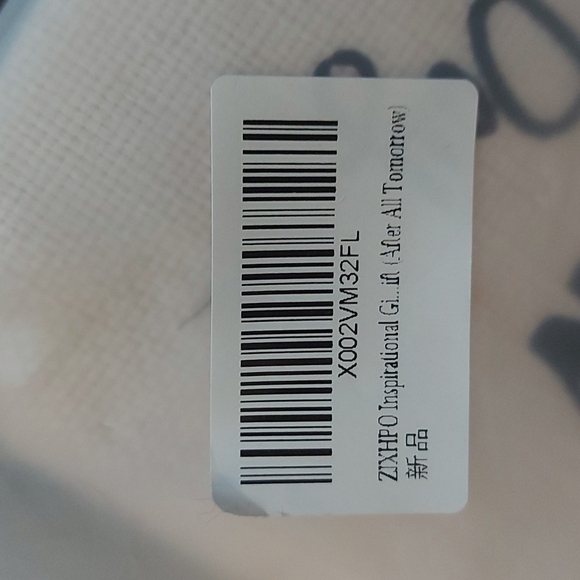 X002VM32FL
ZIXHPO Inspirational Gi...ift (After All Tomorrow)
新品